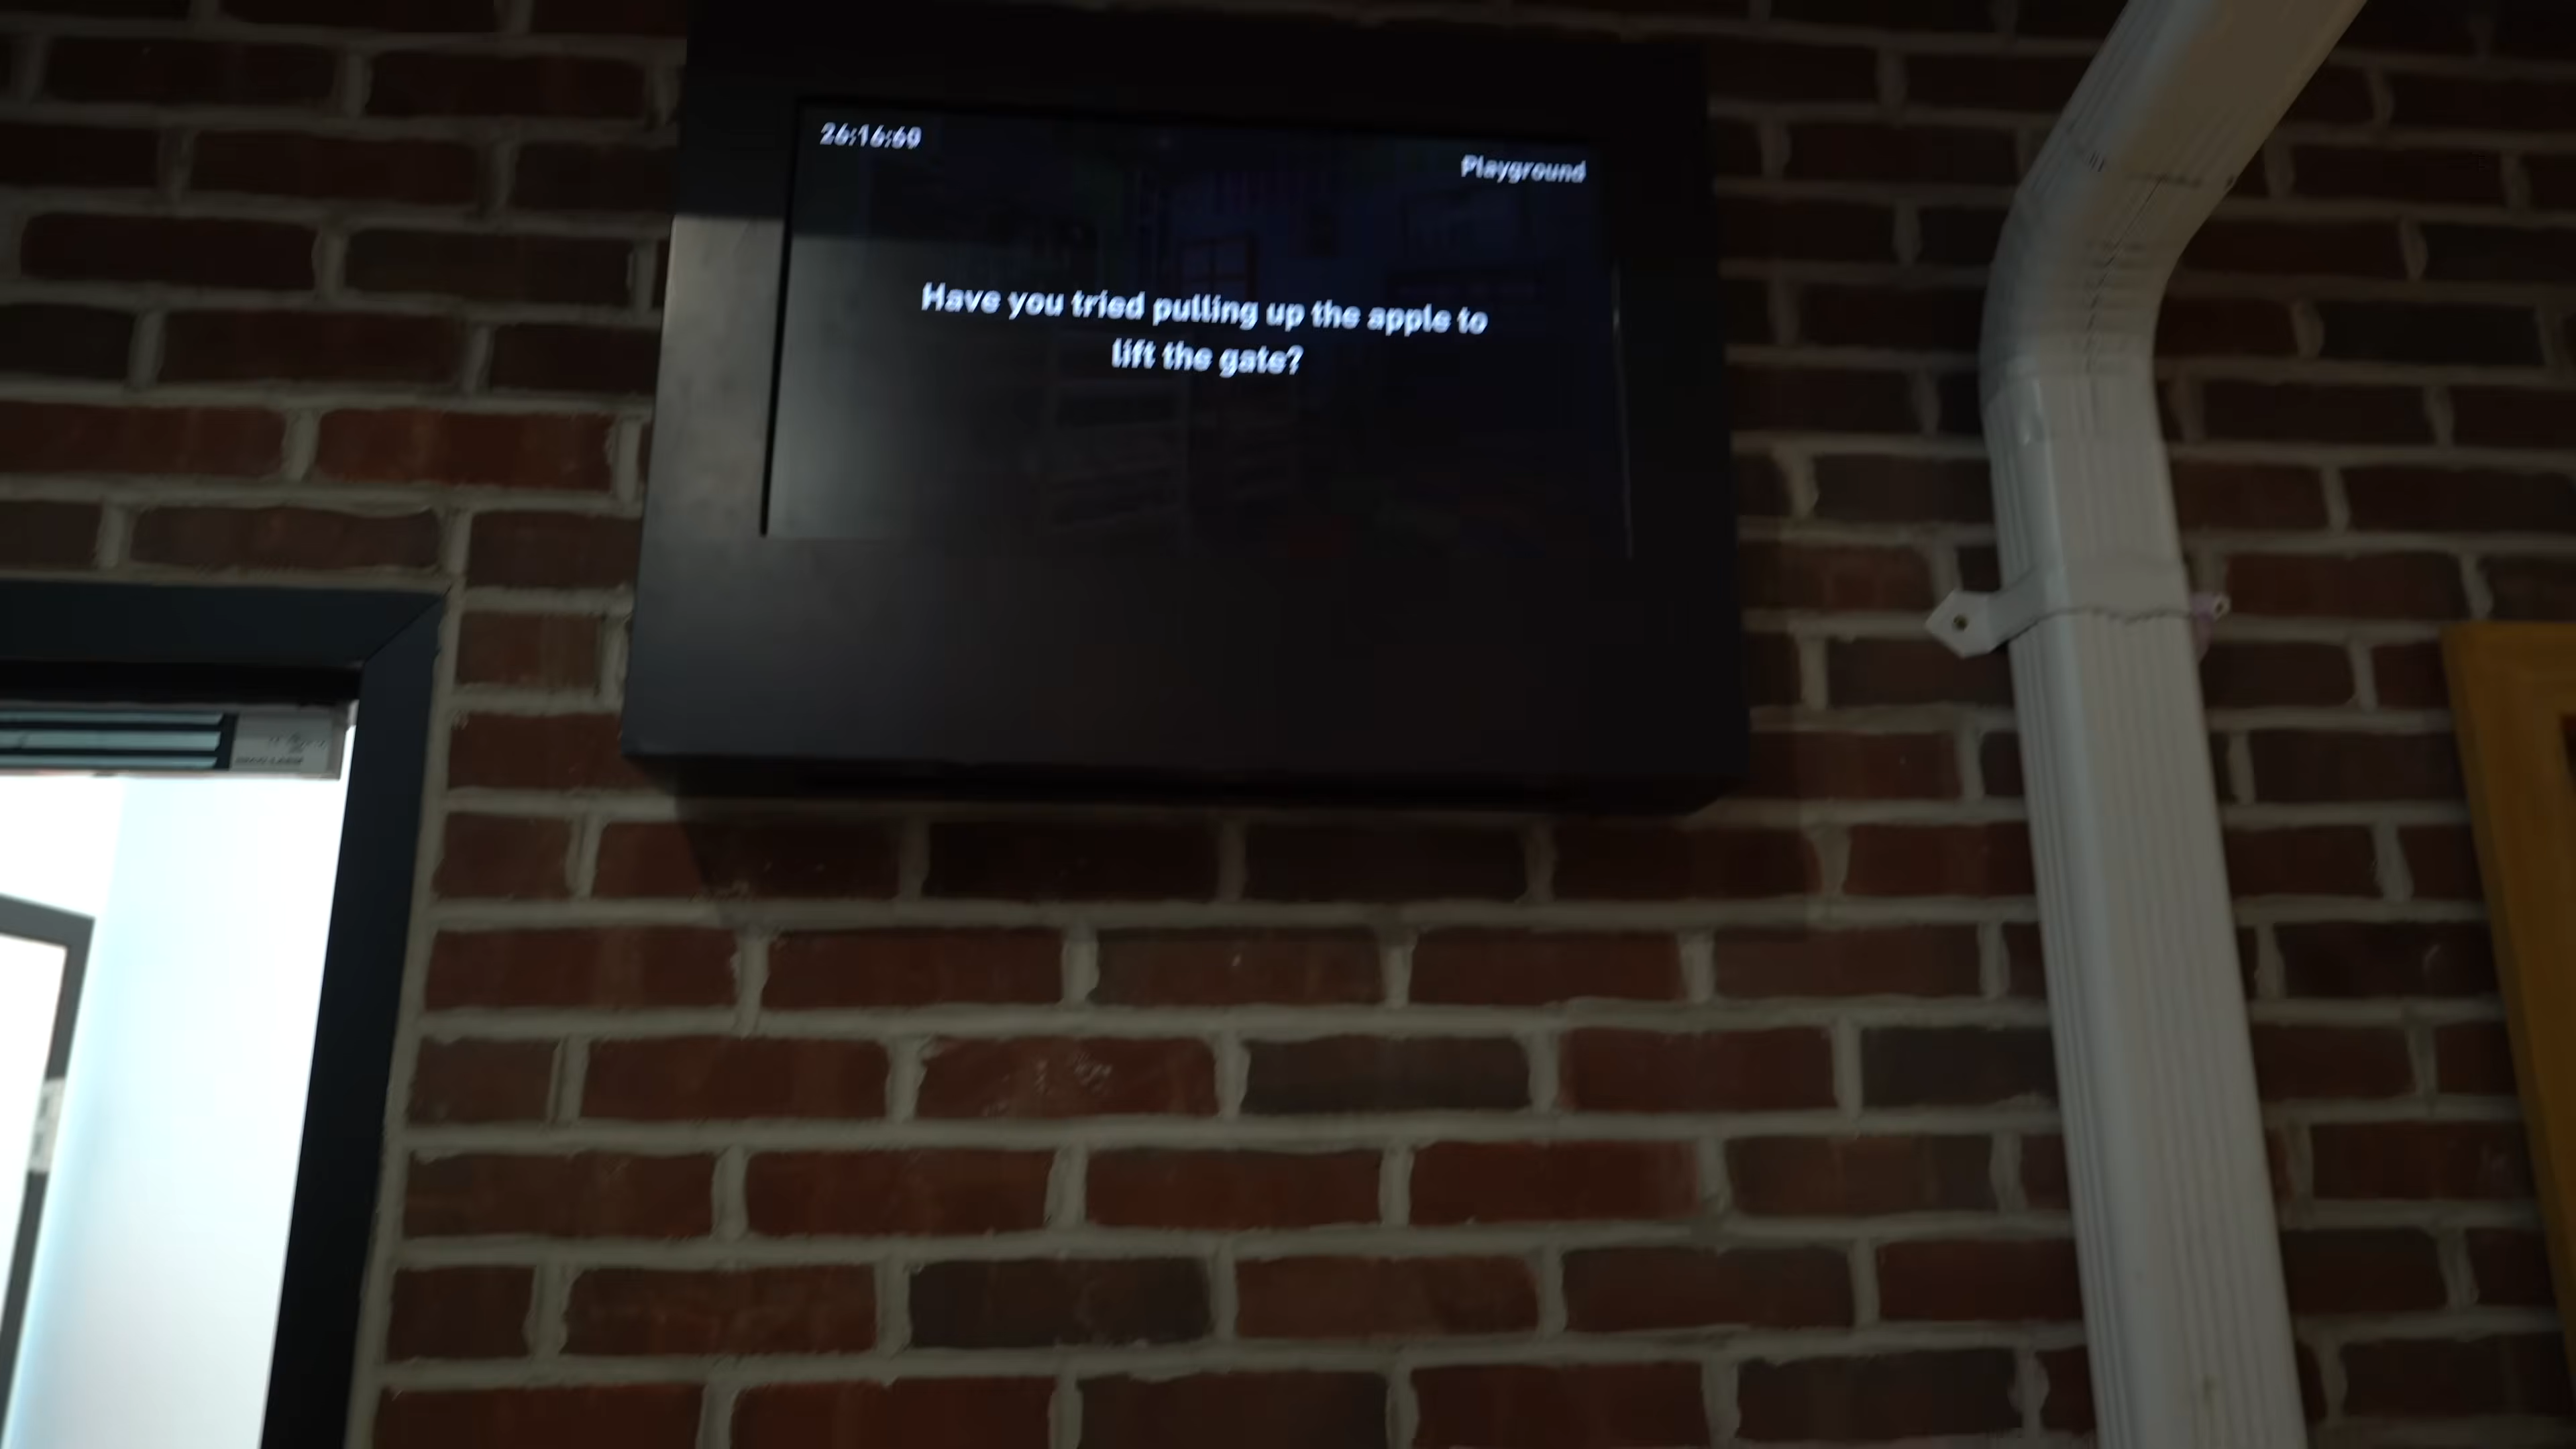 26:16:60
Playground
Have you tried pulling up the apple to
lift the gate?